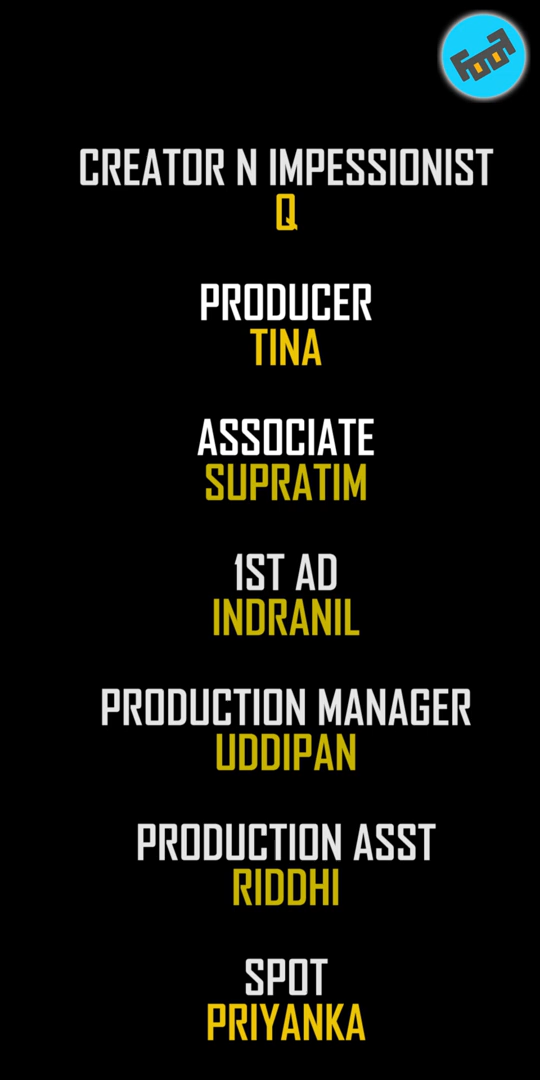 CREATOR N IMPESSIONIST
Q
PRODUCER
TINA
ASSOCIATE
SUPRATIM
1ST AD
INDRANIL
PRODUCTION MANAGER
UDDIPAN
PRODUCTION ASST
RIDDHI
SPOT
PRIYANKA